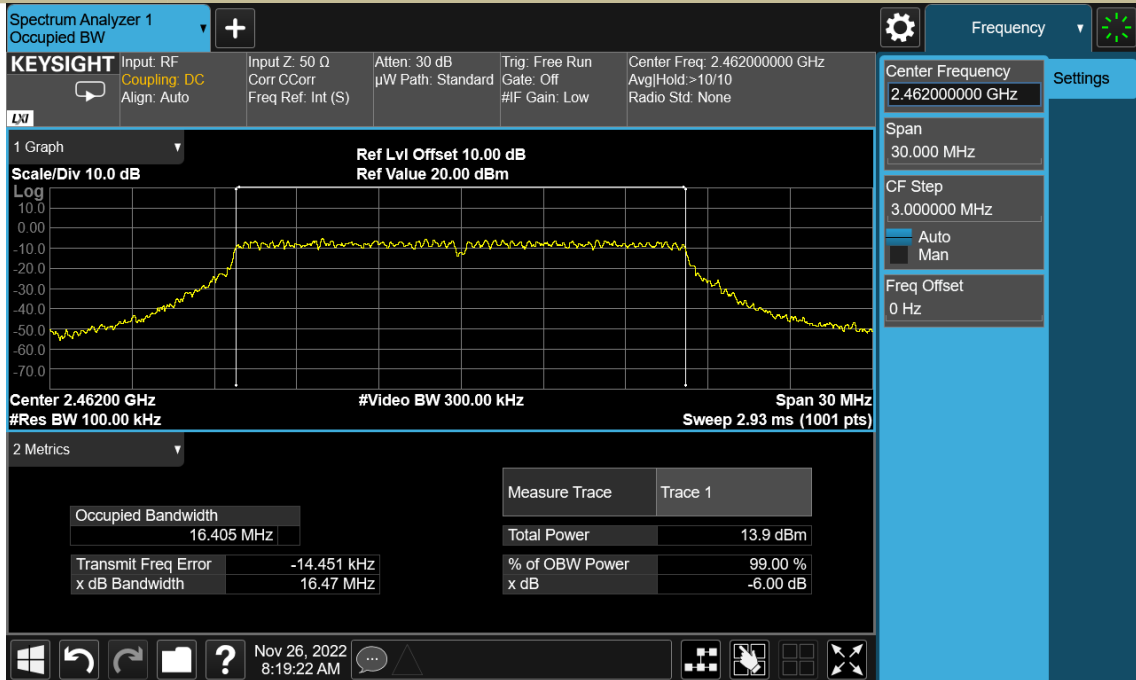 Spectrum Analyzer 1
Occupied BW
Frequency
KEYSIGHT
LXI
Input: RF
Coupling: DC
Align: Auto
Input Z: 50 Ω
Corr CCorr
Freq Ref: Int (S)
Atten: 30 dB
µW Path: Standard
Trig: Free Run
Gate: Off
#IF Gain: Low
Center Freq: 2.462000000 GHz
Avg|Hold:>10/10
Radio Std: None
Center Frequency
2.462000000 GHz
Settings
Span
30.000 MHz
CF Step
3.000000 MHz
Auto
Man
Freq Offset
0 Hz
1 Graph
Scale/Div 10.0 dB
Ref Lvl Offset 10.00 dB
Ref Value 20.00 dBm
Log
10.0
0.00
-10.0
-20.0
-30.0
-40.0
-50.0
-60.0
-70.0
Center 2.46200 GHz
#Video BW 300.00 kHz
Span 30 MHz
#Res BW 100.00 kHz
Sweep 2.93 ms (1001 pts)
2 Metrics
Measure Trace Trace 1
Occupied Bandwidth
16.405 MHz
Total Power 13.9 dBm
Transmit Freq Error -14.451 kHz
% of OBW Power 99.00 %
x dB Bandwidth 16.47 MHz
x dB -6.00 dB
?
Nov 26, 2022
8:19:22 AM